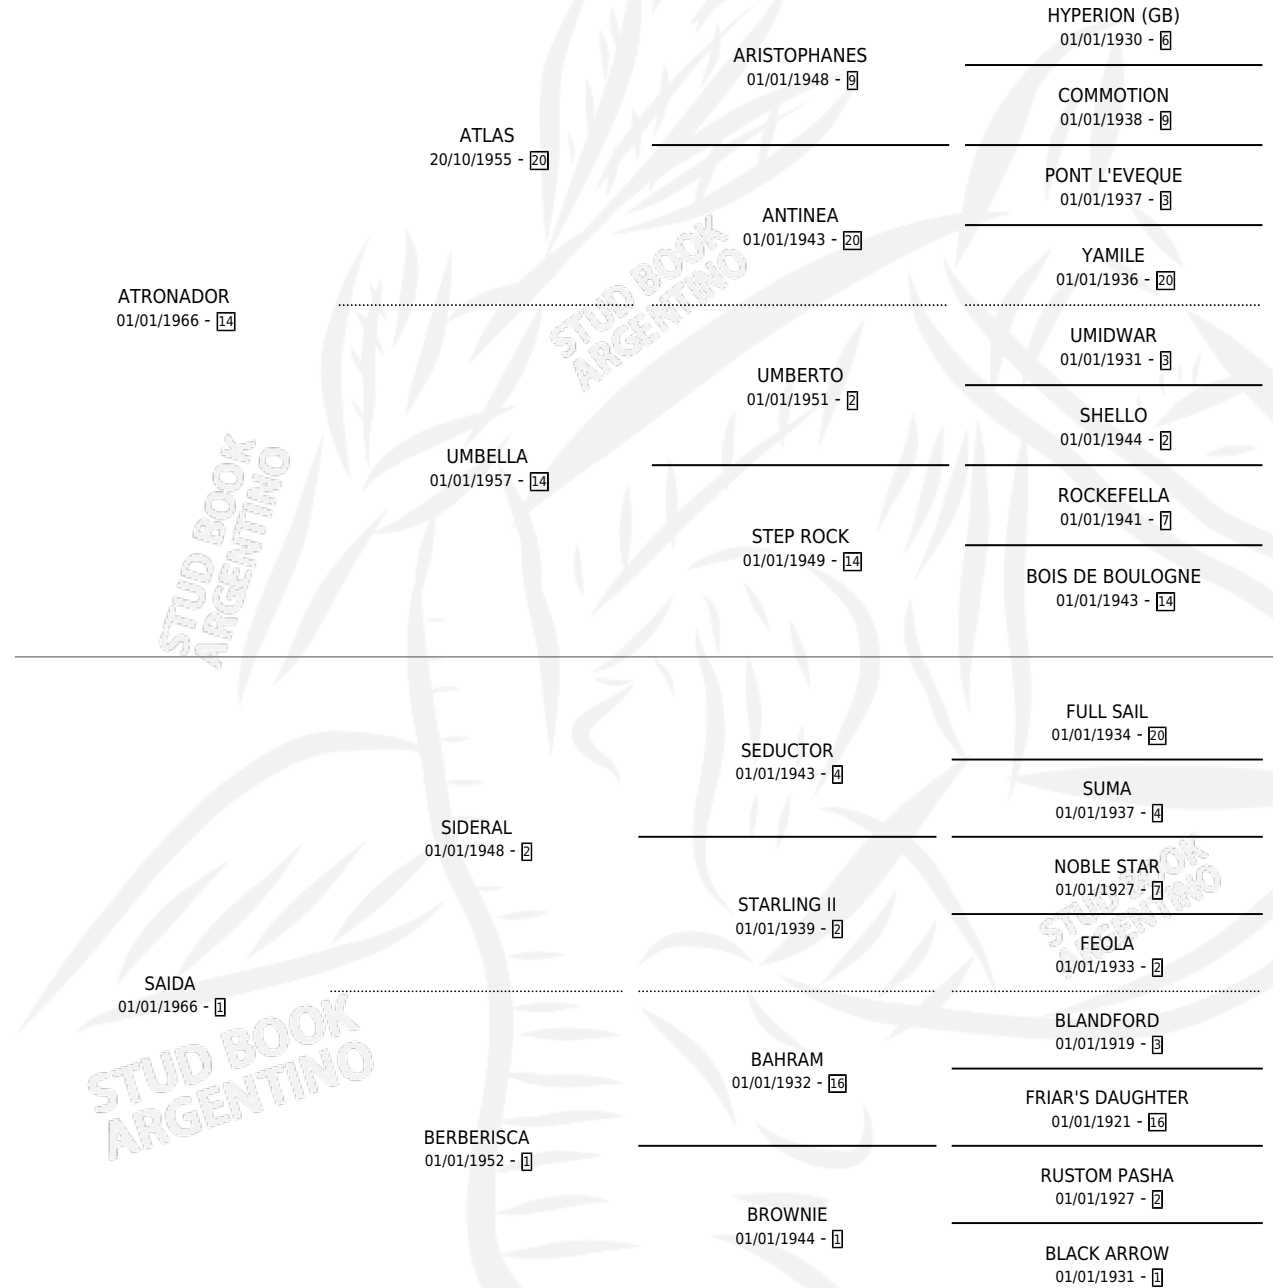 HYPERION (GB)
01/01/1930 - 6
ARISTOPHANES
01/01/1948 - 9
COMMOTION
01/01/1938 - 9
ATLAS
20/10/1955 - 20
PONT L'EVEQUE
01/01/1937 - 3
ANTINEA
01/01/1943 - 20
YAMILE
01/01/1936 - 20
ATRONADOR
01/01/1966 - 14
UMIDWAR
01/01/1931 - 3
UMBERTO
01/01/1951 - 2
SHELLO
01/01/1944 - 2
UMBELLA
01/01/1957 - 14
ROCKEFELLA
01/01/1941 - 7
STEP ROCK
01/01/1949 - 14
BOIS DE BOULOGNE
01/01/1943 - 14
STUD BOOK
ARGENTINO
STUD BOOK
ARGENTINO
FULL SAIL
01/01/1934 - 20
SEDUCTOR
01/01/1943 - 4
SUMA
01/01/1937 - 4
SIDERAL
01/01/1948 - 2
NOBLE STAR
01/01/1927 - 7
STARLING II
01/01/1939 - 2
FEOLA
01/01/1933 - 2
SAIDA
01/01/1966 - 1
BLANDFORD
01/01/1919 - 3
BAHRAM
01/01/1932 - 16
FRIAR'S DAUGHTER
01/01/1921 - 16
BERBERISCA
01/01/1952 - 1
RUSTOM PASHA
01/01/1927 - 2
BROWNIE
01/01/1944 - 1
BLACK ARROW
01/01/1931 - 1
STUD BOOK
ARGENTINO
STUD BOOK
ARGENTINO